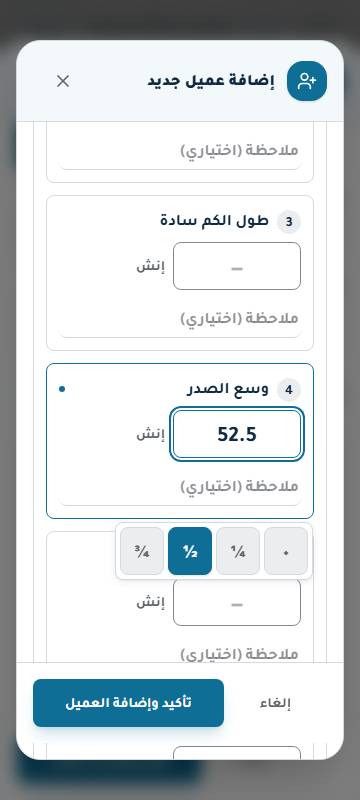 إضافة عميل جديد
ملاحظة (اختياري)
3 طول الكم سادة
— إنش
ملاحظة (اختياري)
4 وسع الصدر
52.5 إنش
ملاحظة (اختياري)
٠ ¼ ½ ¾
— إنش
ملاحظة (اختياري)
إلغاء تأكيد وإضافة العميل